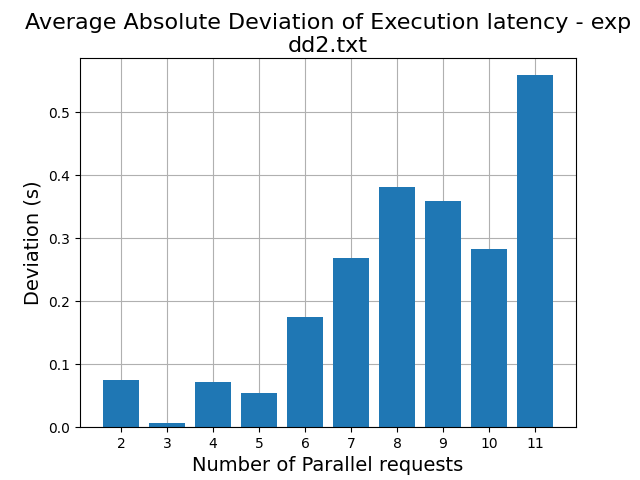 Average Absolute Deviation of Execution latency - exp
dd2.txt
0.5
0.4
0.3
0.2
0.1
0.0
Deviation (s)
2 3 4 5 6 7 8 9 10 11
Number of Parallel requests